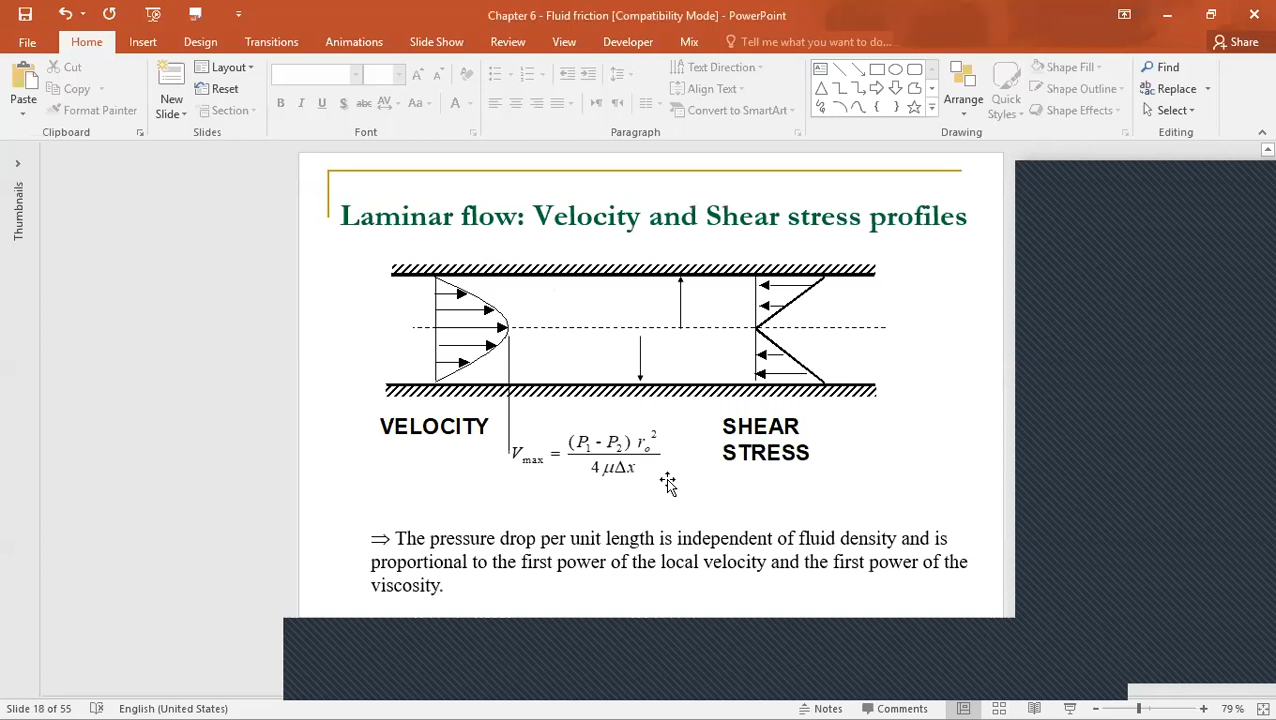 Chapter 6 - Fluid friction [Compatibility Mode] - PowerPoint
File Home Insert Design Transitions Animations Slide Show Review View Developer Mix Tell me what you want to do... Share
Paste
Cut
Copy
Format Painter
Clipboard
New Slide
Layout
Reset
Section
Slides
B I U S abc AV Aa A
Font
Paragraph
Text Direction
Align Text
Convert to SmartArt
Arrange
Quick Styles
Shape Fill
Shape Outline
Shape Effects
Drawing
Find
Replace
Select
Editing
Thumbnails
Laminar flow: Velocity and Shear stress profiles
VELOCITY
SHEAR
STRESS
V_max = (P_1 - P_2) r_o^2 / 4 μΔx
⇒ The pressure drop per unit length is independent of fluid density and is
proportional to the first power of the local velocity and the first power of the
viscosity.
Slide 18 of 55 English (United States) Notes Comments 79 %